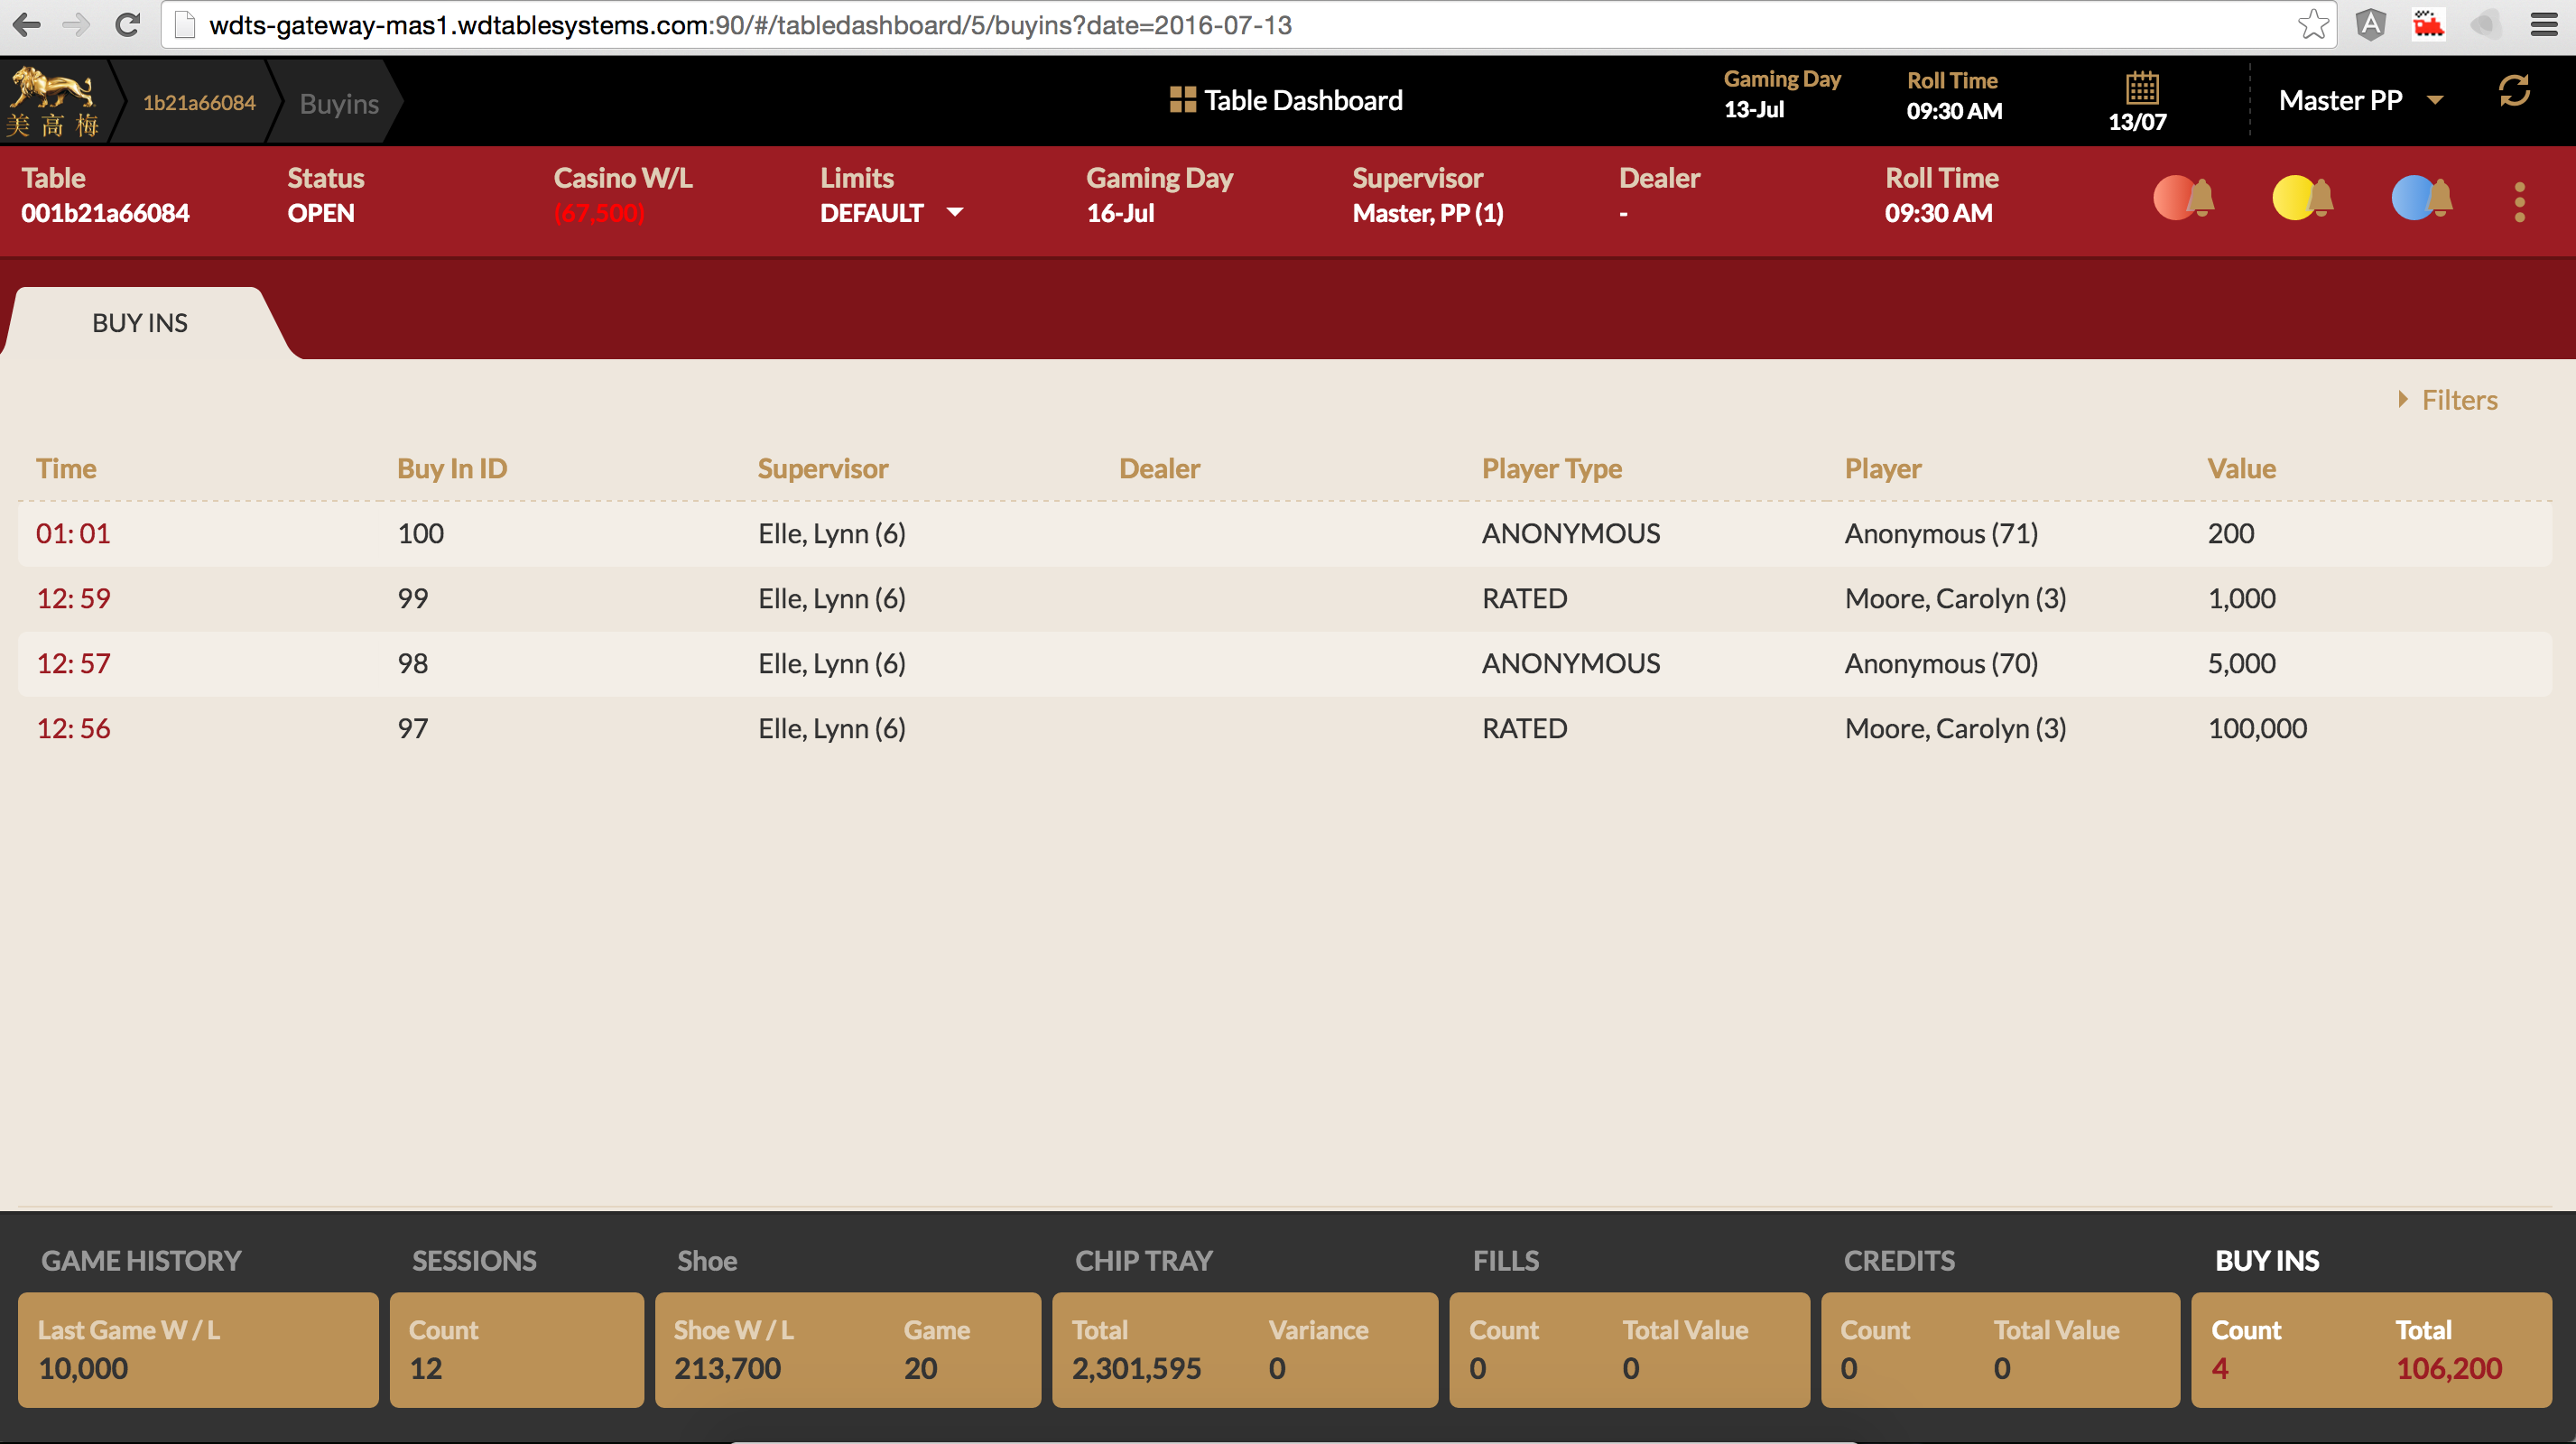 wdts-gateway-mas1.wdtablesystems.com:90/#/tabledashboard/5/buyins?date=2016-07-13
美高梅
1b21a66084
Buyins
Table Dashboard
Gaming Day
13-Jul
Roll Time
09:30 AM
13/07
Master PP
Table Status Casino W/L Limits Gaming Day Supervisor Dealer Roll Time
001b21a66084 OPEN (67,500) DEFAULT 16-Jul Master, PP (1) - 09:30 AM
BUY INS
Filters
Time Buy In ID Supervisor Dealer Player Type Player Value
01: 01 100 Elle, Lynn (6) ANONYMOUS Anonymous (71) 200
12: 59 99 Elle, Lynn (6) RATED Moore, Carolyn (3) 1,000
12: 57 98 Elle, Lynn (6) ANONYMOUS Anonymous (70) 5,000
12: 56 97 Elle, Lynn (6) RATED Moore, Carolyn (3) 100,000
GAME HISTORY SESSIONS Shoe CHIP TRAY FILLS CREDITS BUY INS
Last Game W / L Count Shoe W / L Game Total Variance Count Total Value Count Total Value Count Total
10,000 12 213,700 20 2,301,595 0 0 0 0 0 4 106,200